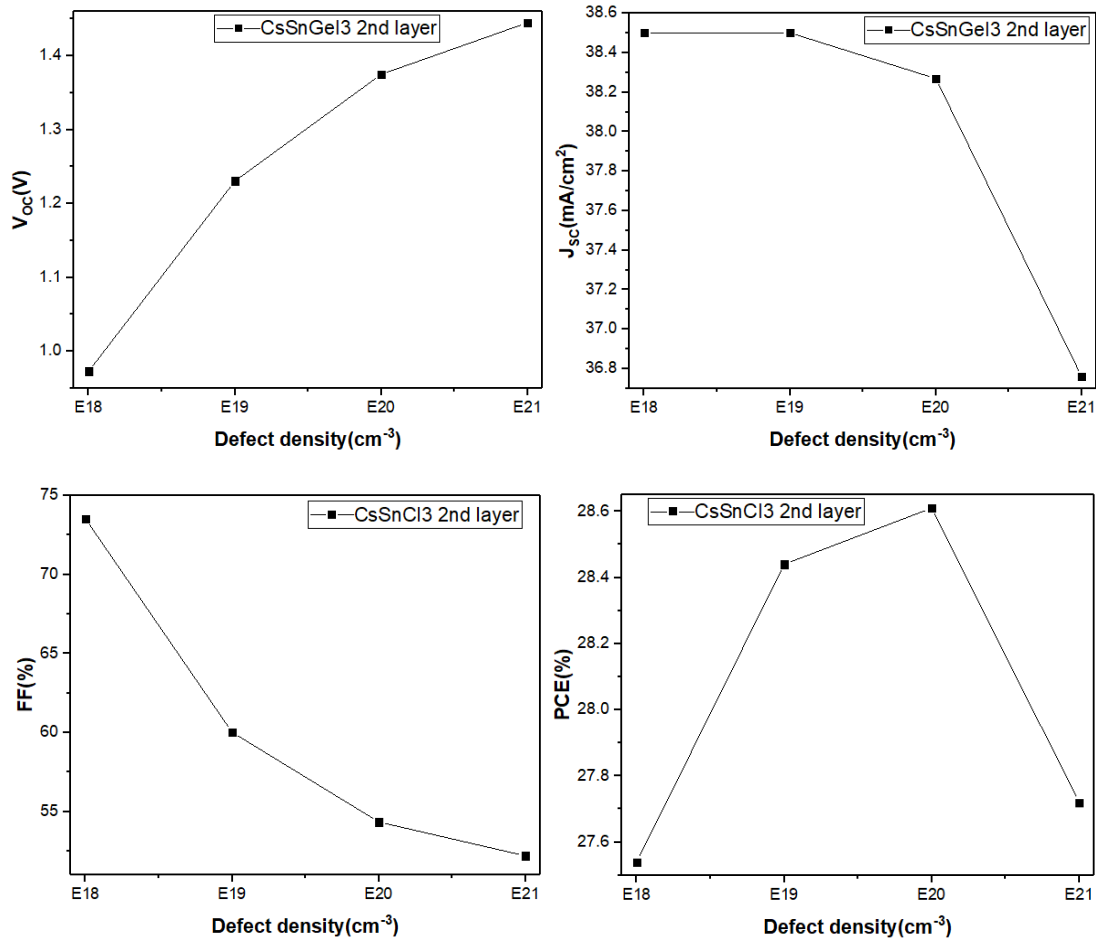 CsSnGeI3 2nd layer
1.4
1.3
1.2
1.1
1.0
V_OC(V)
E18 E19 E20 E21
Defect density(cm⁻³)
CsSnGeI3 2nd layer
38.6
38.4
38.2
38.0
37.8
37.6
37.4
37.2
37.0
36.8
J_SC(mA/cm²)
E18 E19 E20 E21
Defect density(cm⁻³)
CsSnCl3 2nd layer
75
70
65
60
55
FF(%)
E18 E19 E20 E21
Defect density(cm⁻³)
CsSnCl3 2nd layer
28.6
28.4
28.2
28.0
27.8
27.6
PCE(%)
E18 E19 E20 E21
Defect density(cm⁻³)